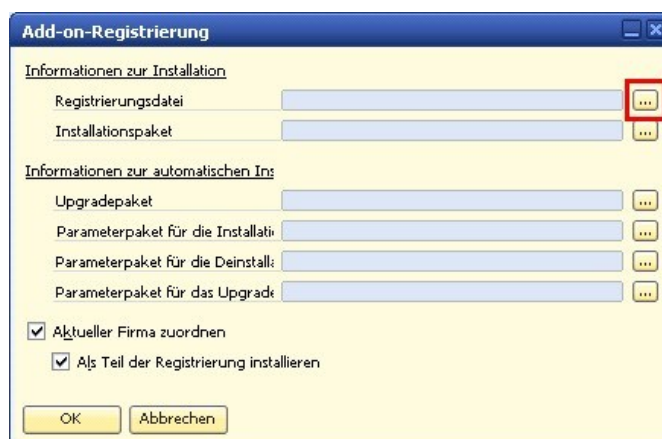 Add-on-Registrierung
Informationen zur Installation
Registrierungsdatei ...
Installationspaket ...
Informationen zur automatischen Ins
Upgradepaket ...
Parameterpaket für die Installati ...
Parameterpaket für die Deinstalla ...
Parameterpaket für das Upgrade ...
Aktueller Firma zuordnen
Als Teil der Registrierung installieren
OK Abbrechen